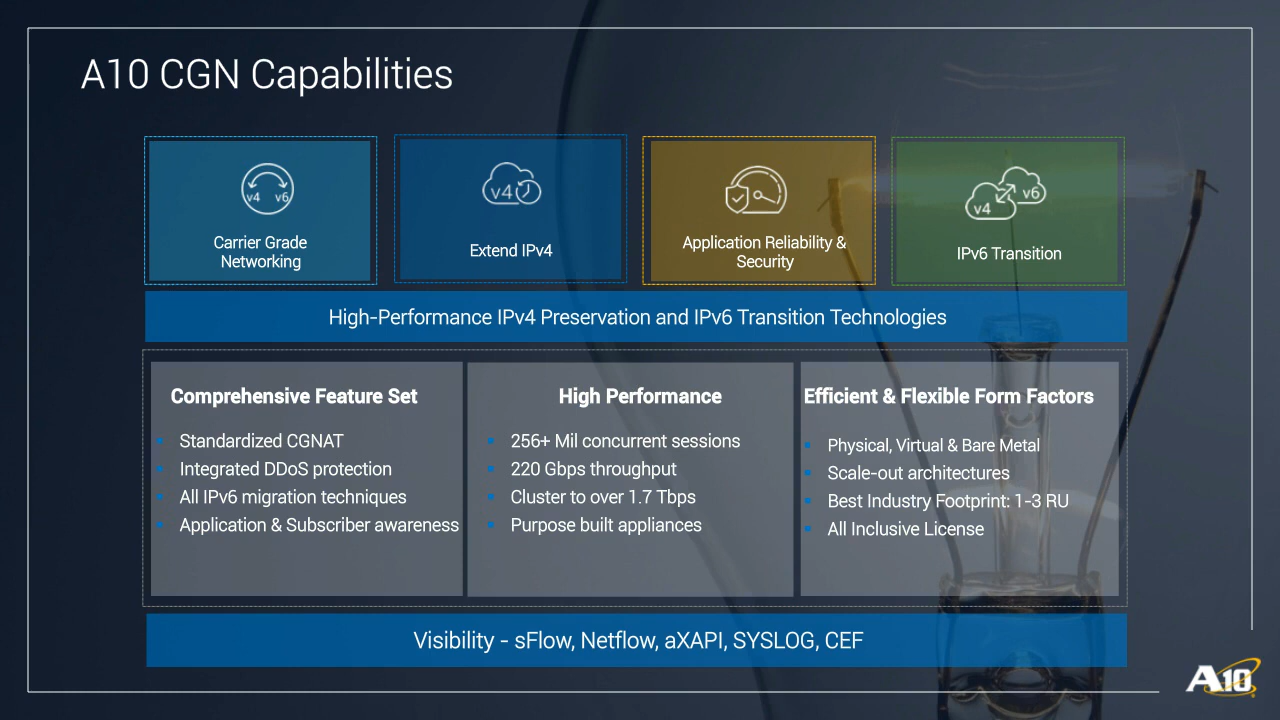 A10 CGN Capabilities
v4 v6
Carrier Grade
Networking
v4
Extend IPv4
Application Reliability &
Security
v4 v6
IPv6 Transition
High-Performance IPv4 Preservation and IPv6 Transition Technologies
Comprehensive Feature Set
Standardized CGNAT
Integrated DDoS protection
All IPv6 migration techniques
Application & Subscriber awareness
High Performance
256+ Mil concurrent sessions
220 Gbps throughput
Cluster to over 1.7 Tbps
Purpose built appliances
Efficient & Flexible Form Factors
Physical, Virtual & Bare Metal
Scale-out architectures
Best Industry Footprint: 1-3 RU
All Inclusive License
Visibility - sFlow, Netflow, aXAPI, SYSLOG, CEF
A10